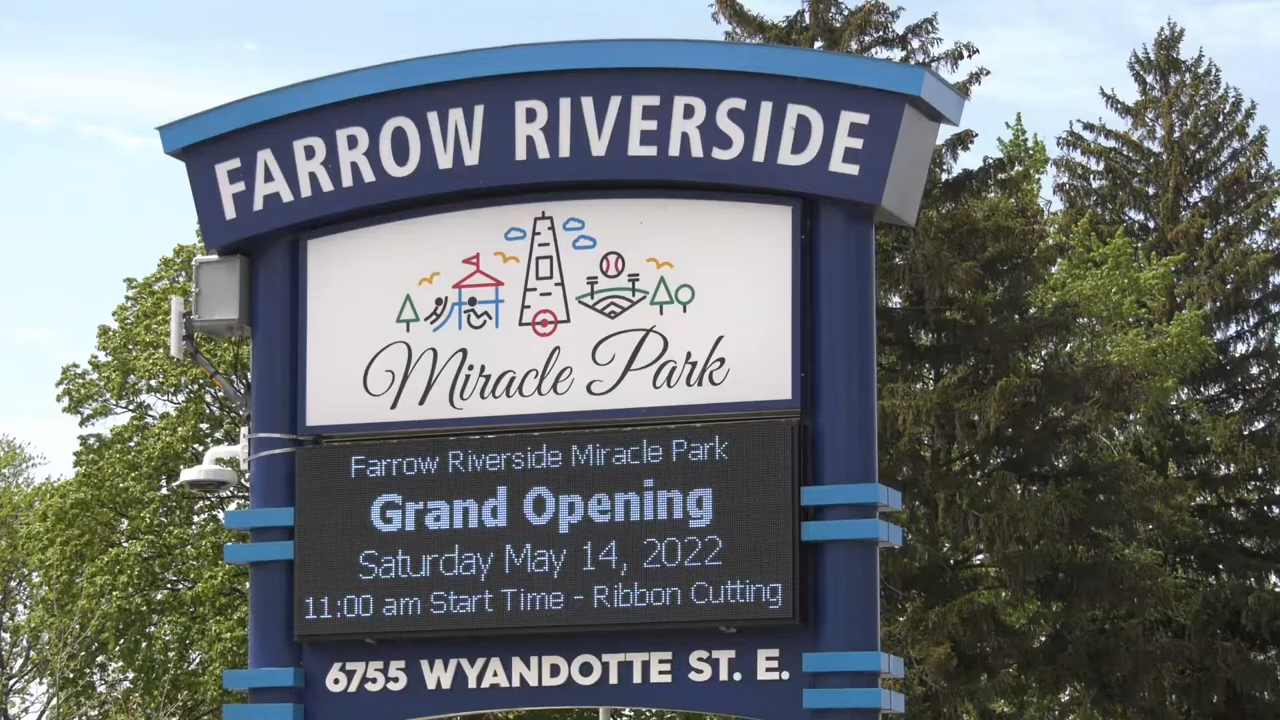 FARROW RIVERSIDE
Miracle Park
Farrow Riverside Miracle Park
Grand Opening
Saturday May 14, 2022
11:00 am Start Time - Ribbon Cutting
6755 WYANDOTTE ST. E.